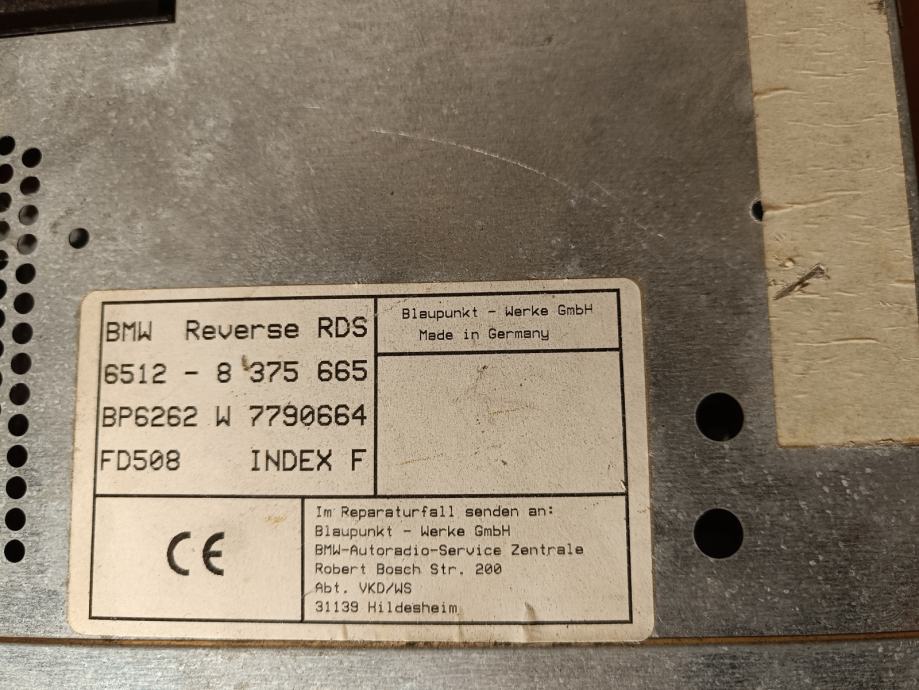 BMW Reverse RDS
6512 - 8 375 665
BP6262 W 7790664
FD508 INDEX F
Blaupunkt - Werke GmbH
Made in Germany
CE
Im Reparaturfall senden an:
Blaupunkt - Werke GmbH
BMW-Autoradio-Service Zentrale
Robert Bosch Str. 200
Abt. VKD/WS
31139 Hildesheim